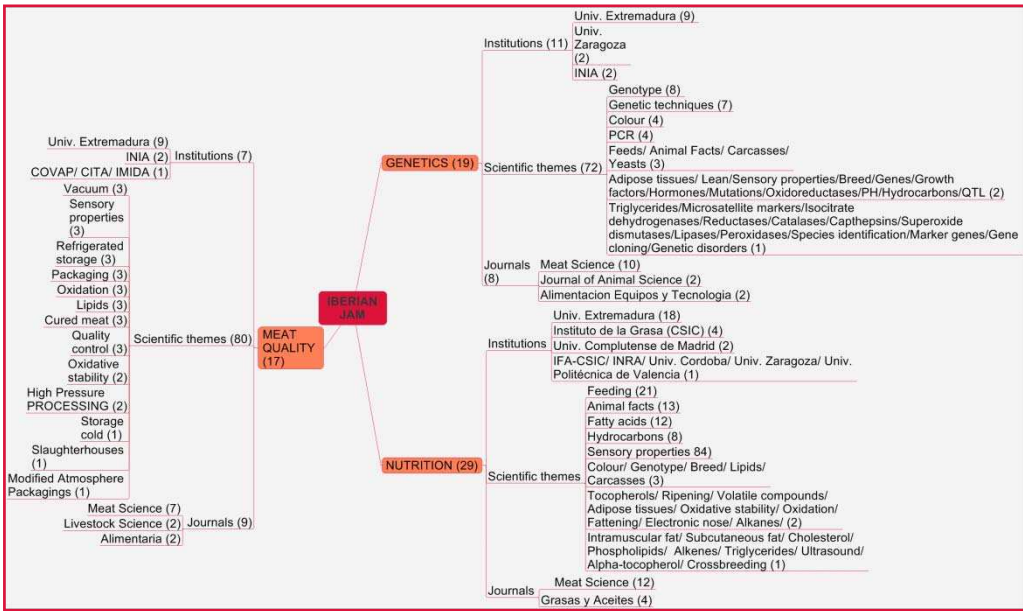 IBERIAN
JAM
GENETICS (19)
Institutions (11)
Univ. Extremadura (9)
Univ.
Zaragoza
(2)
INIA (2)
Scientific themes (72)
Genotype (8)
Genetic techniques (7)
Colour (4)
PCR (4)
Feeds/ Animal Facts/ Carcasses/
Yeasts (3)
Adipose tissues/ Lean/Sensory properties/Breed/Genes/Growth
factors/Hormones/Mutations/Oxidoreductases/PH/Hydrocarbons/QTL (2)
Triglycerides/Microsatellite markers/Isocitrate
dehydrogenases/Reductases/Catalases/Capthepsins/Superoxide
dismutases/Lipases/Peroxidases/Species identification/Marker genes/Gene
cloning/Genetic disorders (1)
Journals
(8)
Meat Science (10)
Journal of Animal Science (2)
Alimentacion Equipos y Tecnologia (2)
MEAT
QUALITY
(17)
Institutions (7)
Univ. Extremadura (9)
INIA (2)
COVAP/ CITA/ IMIDA (1)
Scientific themes (80)
Vacuum (3)
Sensory
properties
(3)
Refrigerated
storage (3)
Packaging (3)
Oxidation (3)
Lipids (3)
Cured meat (3)
Quality
control (3)
Oxidative
stability (2)
High Pressure
PROCESSING (2)
Storage
cold (1)
Slaughterhouses
(1)
Modified Atmosphere
Packagings (1)
Journals (9)
Meat Science (7)
Livestock Science (2)
Alimentaria (2)
NUTRITION (29)
Institutions
Univ. Extremadura (18)
Instituto de la Grasa (CSIC) (4)
Univ. Complutense de Madrid (2)
IFA-CSIC/ INRA/ Univ. Cordoba/ Univ. Zaragoza/ Univ.
Politécnica de Valencia (1)
Scientific themes
Feeding (21)
Animal facts (13)
Fatty acids (12)
Hydrocarbons (8)
Sensory properties 84)
Colour/ Genotype/ Breed/ Lipids/
Carcasses (3)
Tocopherols/ Ripening/ Volatile compounds/
Adipose tissues/ Oxidative stability/ Oxidation/
Fattening/ Electronic nose/ Alkanes/ (2)
Intramuscular fat/ Subcutaneous fat/ Cholesterol/
Phospholipids/ Alkenes/ Triglycerides/ Ultrasound/
Alpha-tocopherol/ Crossbreeding (1)
Journals
Meat Science (12)
Grasas y Aceites (4)